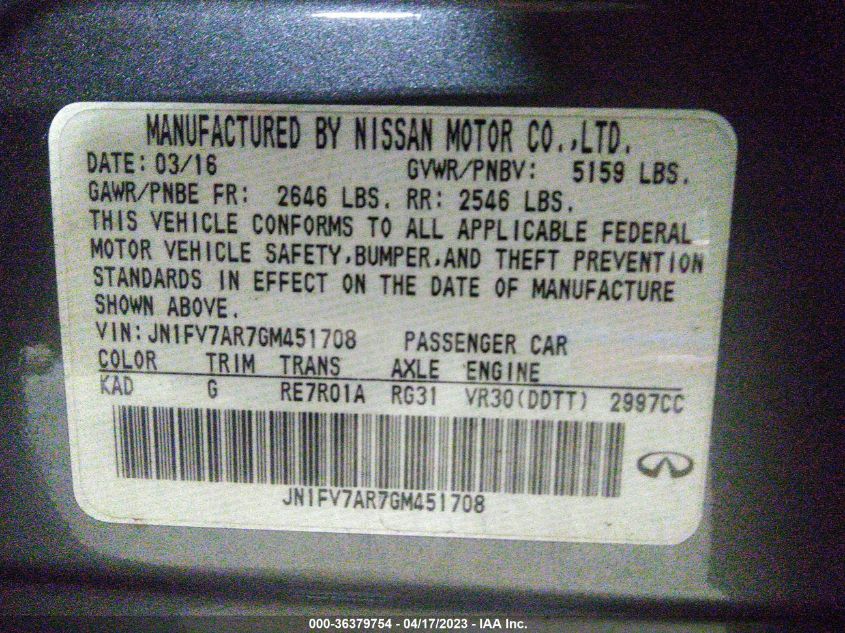 MANUFACTURED BY NISSAN MOTOR CO.,LTD.
DATE: 03/16 GVWR/PNBV: 5159 LBS.
GAWR/PNBE FR: 2646 LBS. RR: 2546 LBS.
THIS VEHICLE CONFORMS TO ALL APPLICABLE FEDERAL
MOTOR VEHICLE SAFETY,BUMPER,AND THEFT PREVENTION
STANDARDS IN EFFECT ON THE DATE OF MANUFACTURE
SHOWN ABOVE.
VIN: JN1FV7AR7GM451708 PASSENGER CAR
COLOR TRIM TRANS AXLE ENGINE
KAD G RE7R01A RG31 VR30(DDTT) 2997CC
JN1FV7AR7GM451708
000-36379754 - 04/17/2023 - IAA Inc.